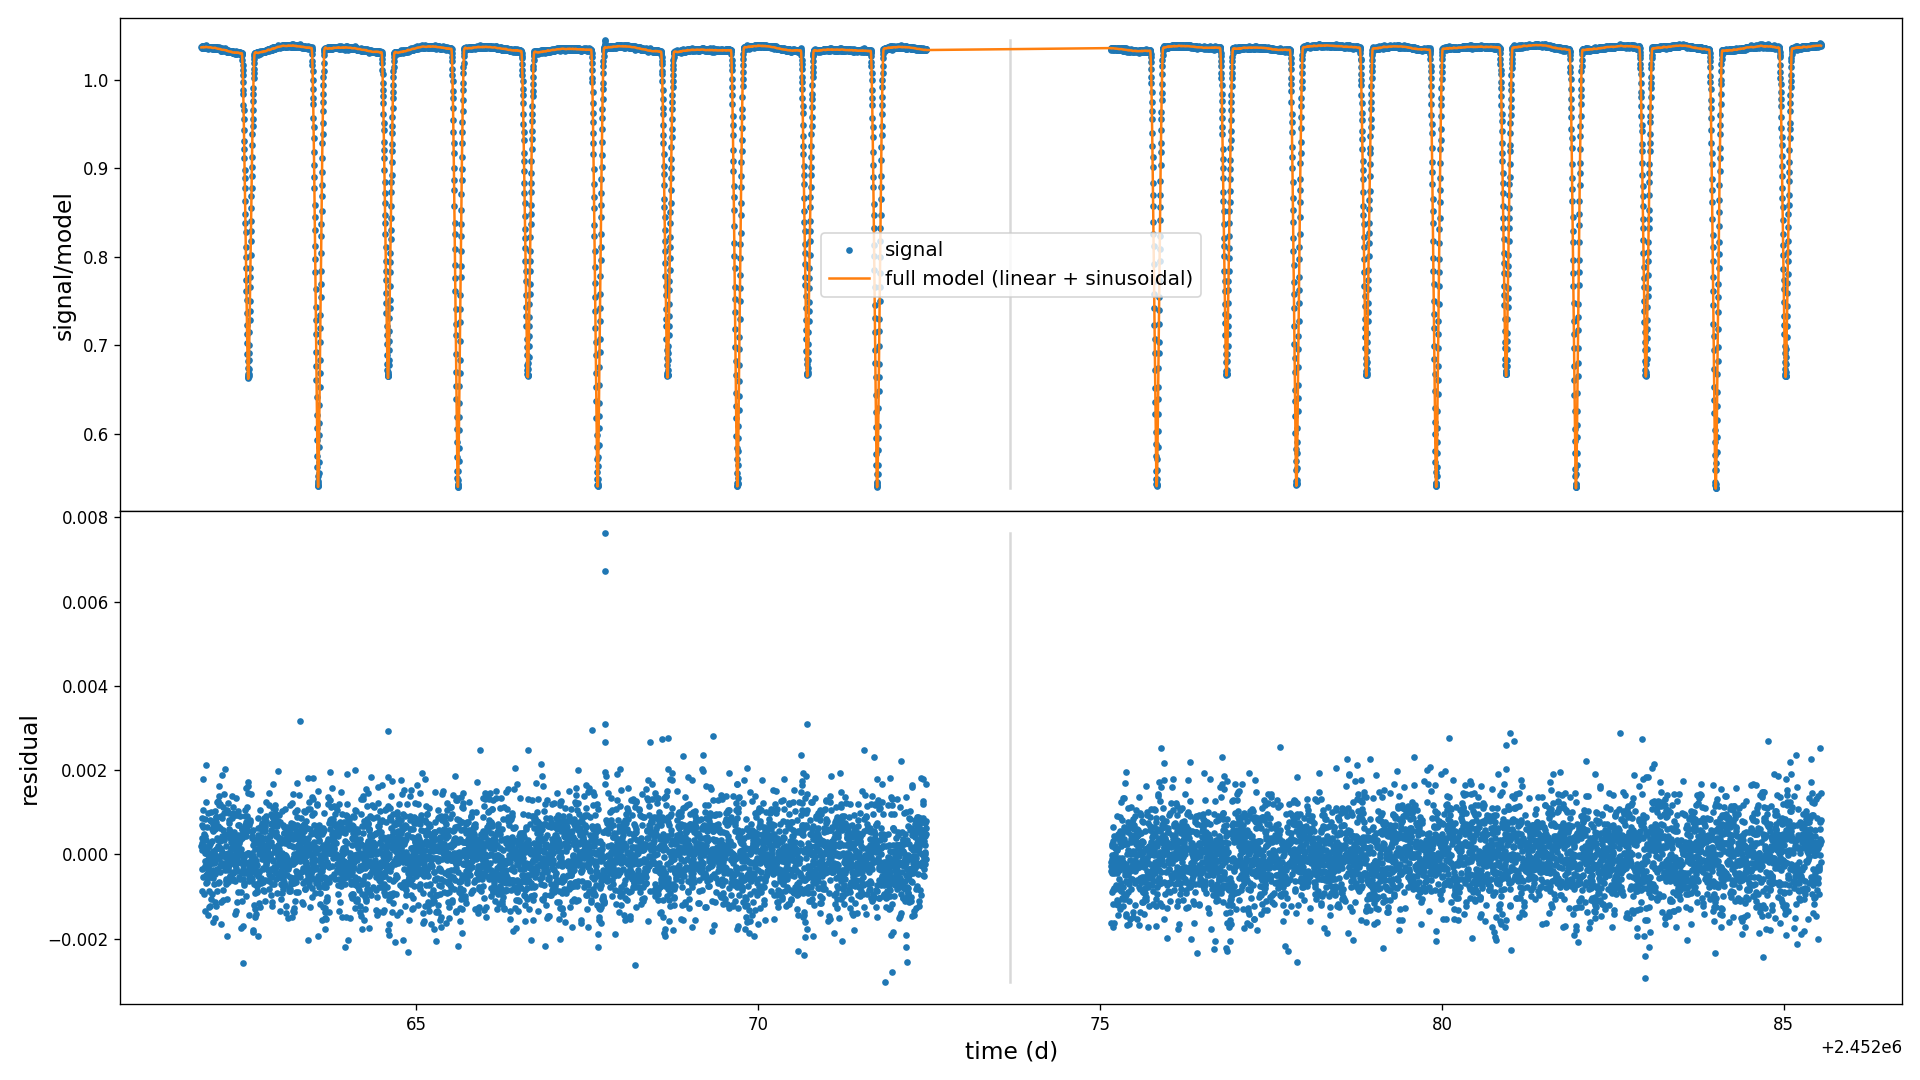 signal/model
1.0
0.9
0.8
0.7
0.6
signal
full model (linear + sinusoidal)
residual
0.008
0.006
0.004
0.002
0.000
−0.002
65
70
75
80
85
time (d)
+2.452e6